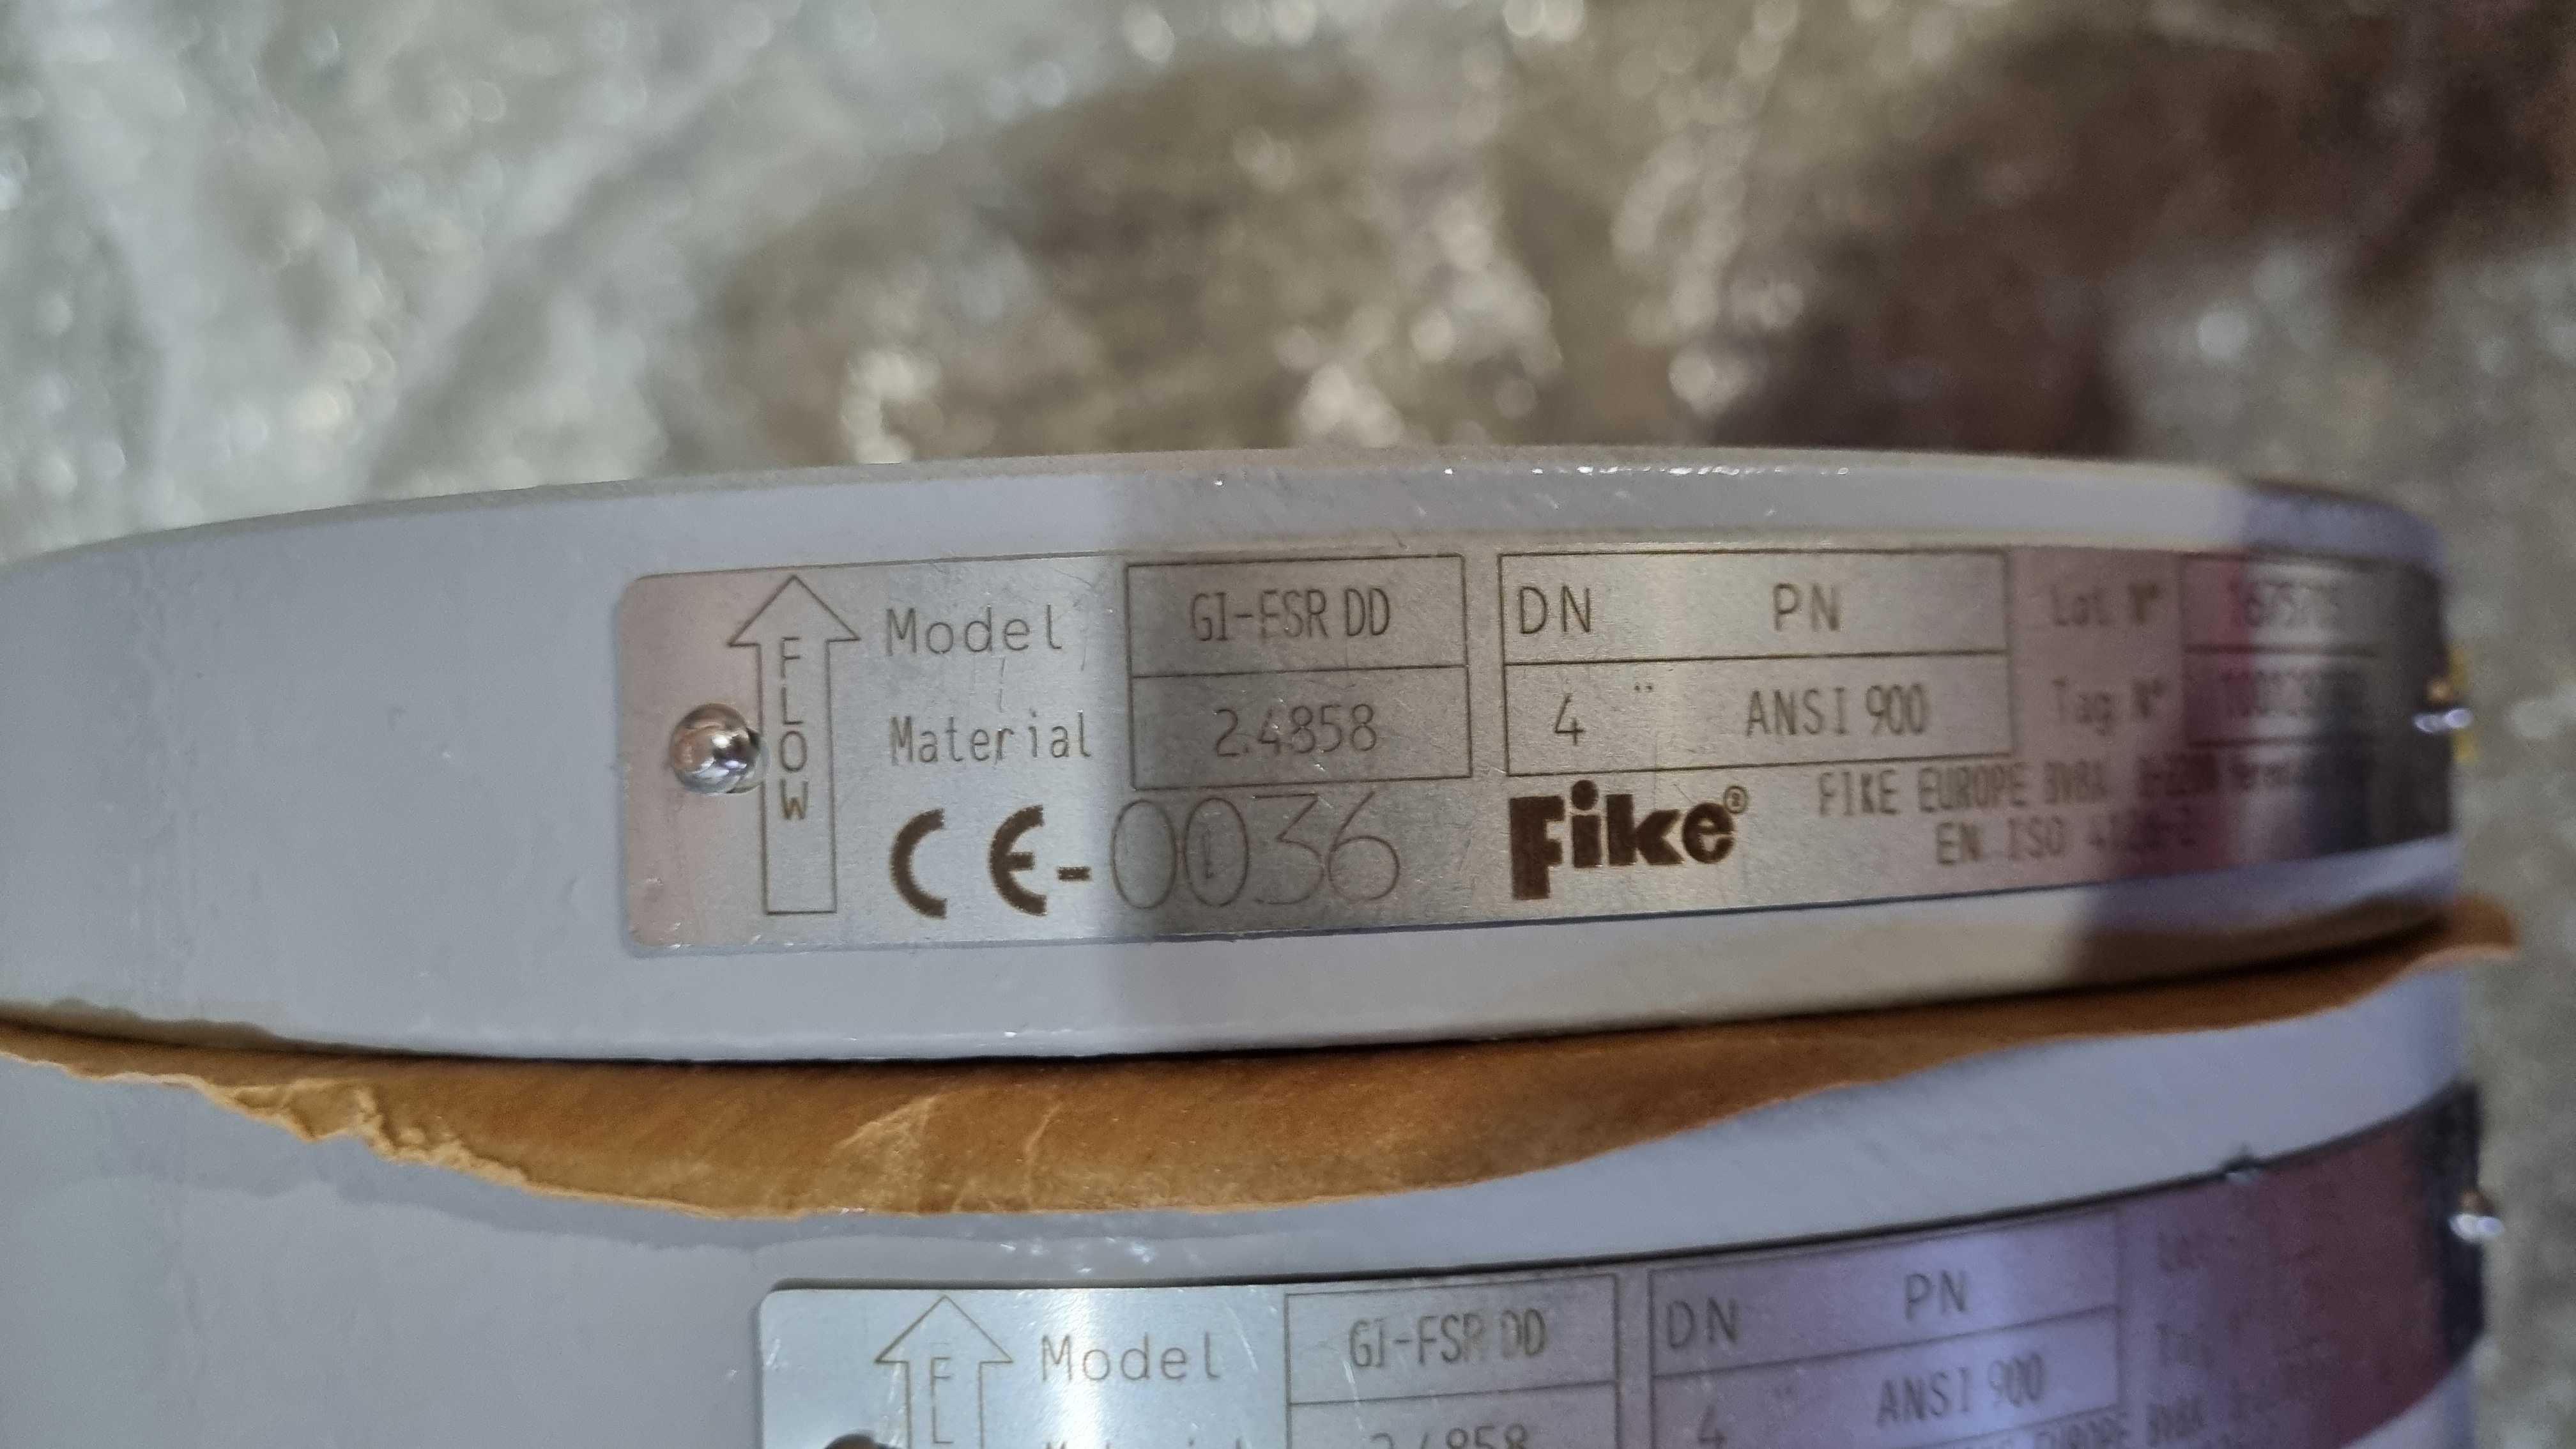 FLOW
Model GI-FSR DD DN PN Lot N°
Material 2.4858 4 " ANSI 900 Tag N°
CE-0036 Fike® FIKE EUROPE BVBA
EN ISO
F
L
Model GI-FSR DD DN PN
4 " ANSI 900